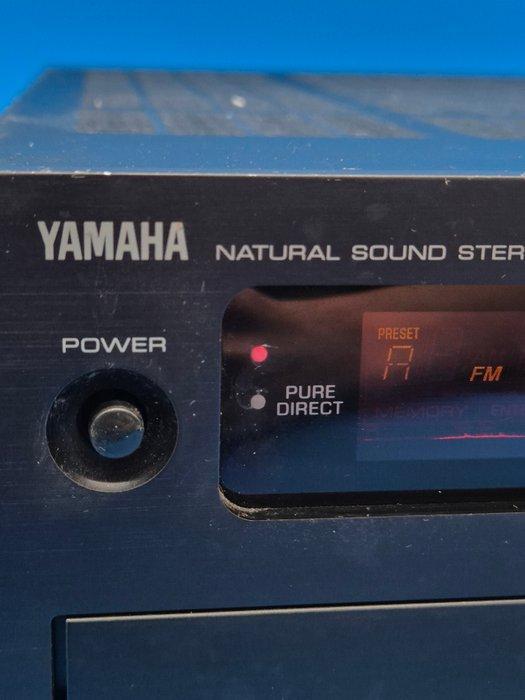 YAMAHA
NATURAL SOUND STER
POWER
PRESET
A
FM
PURE
DIRECT
MEMORY